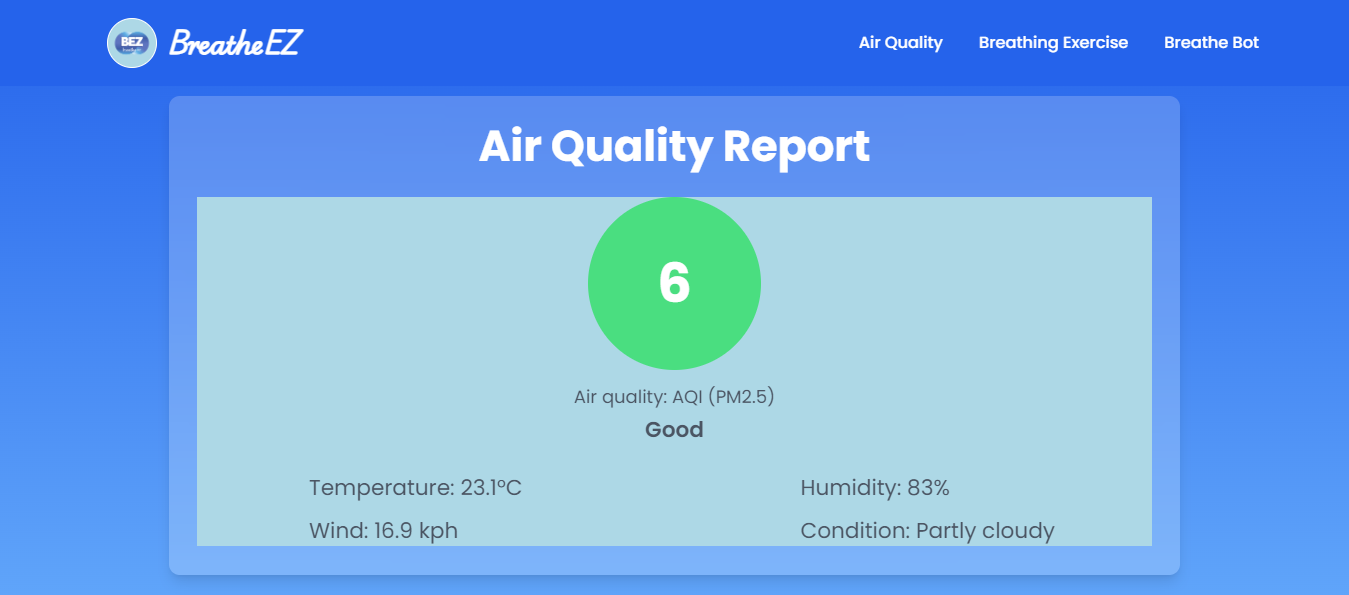 BEZ
BreatheEZ
Air Quality
Breathing Exercise
Breathe Bot
Air Quality Report
6
Air quality: AQI (PM2.5)
Good
Temperature: 23.1°C
Humidity: 83%
Wind: 16.9 kph
Condition: Partly cloudy